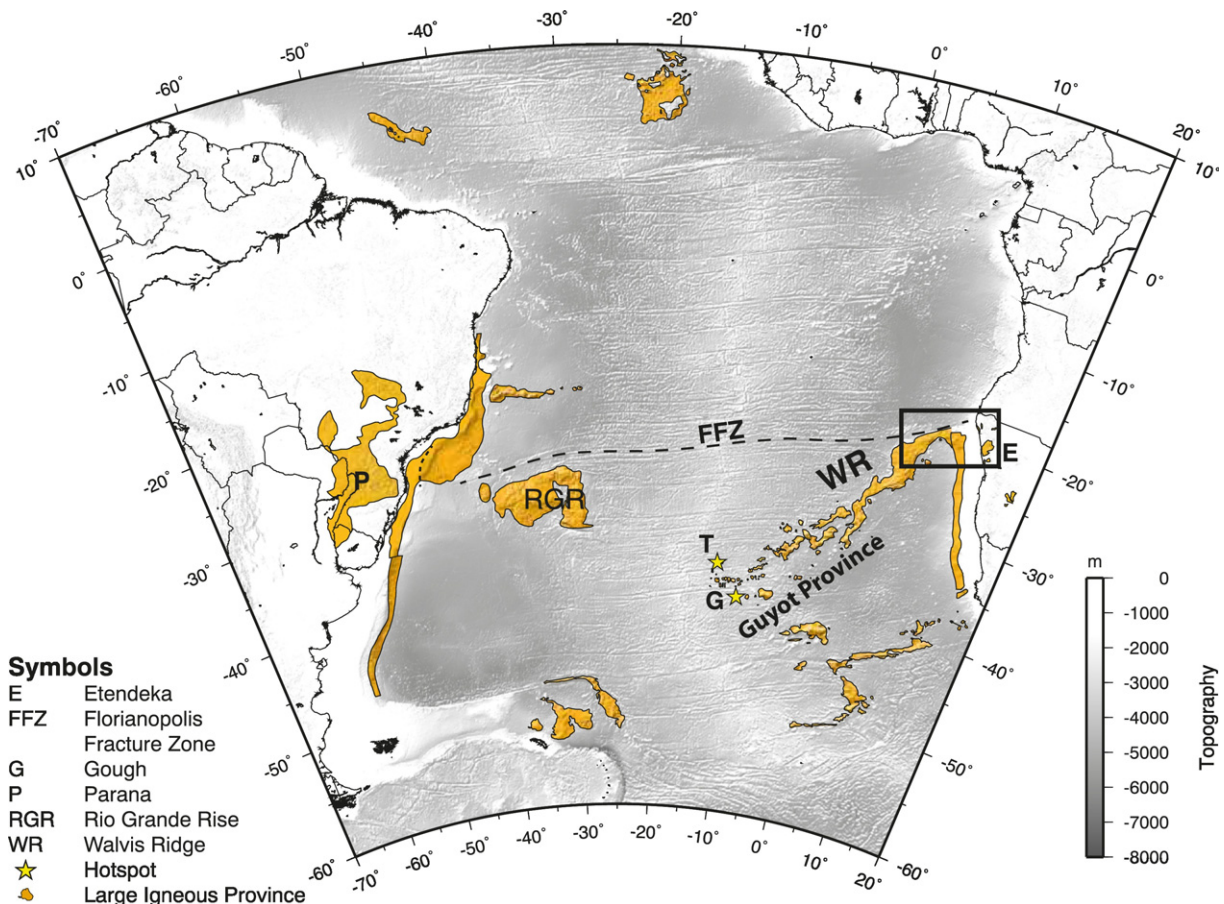 -30° -20° -10° 0° 10° 20°
-40°
-50°
-60°
-70°
10° 10°
0° 0°
-10° -10°
-20° -20°
-30° -30°
-40° -40°
-50° -50°
-60° -60°
-70° -60° -50° -40° -30° -20° -10° 0° 10° 20°
FFZ
WR
E
P
RGR
T
G
Guyot Province
m
0
-1000
-2000
-3000
-4000
-5000
-6000
-7000
-8000
Topography
Symbols
E Etendeka
FFZ Florianopolis
Fracture Zone
G Gough
P Parana
RGR Rio Grande Rise
WR Walvis Ridge
Hotspot
Large Igneous Province